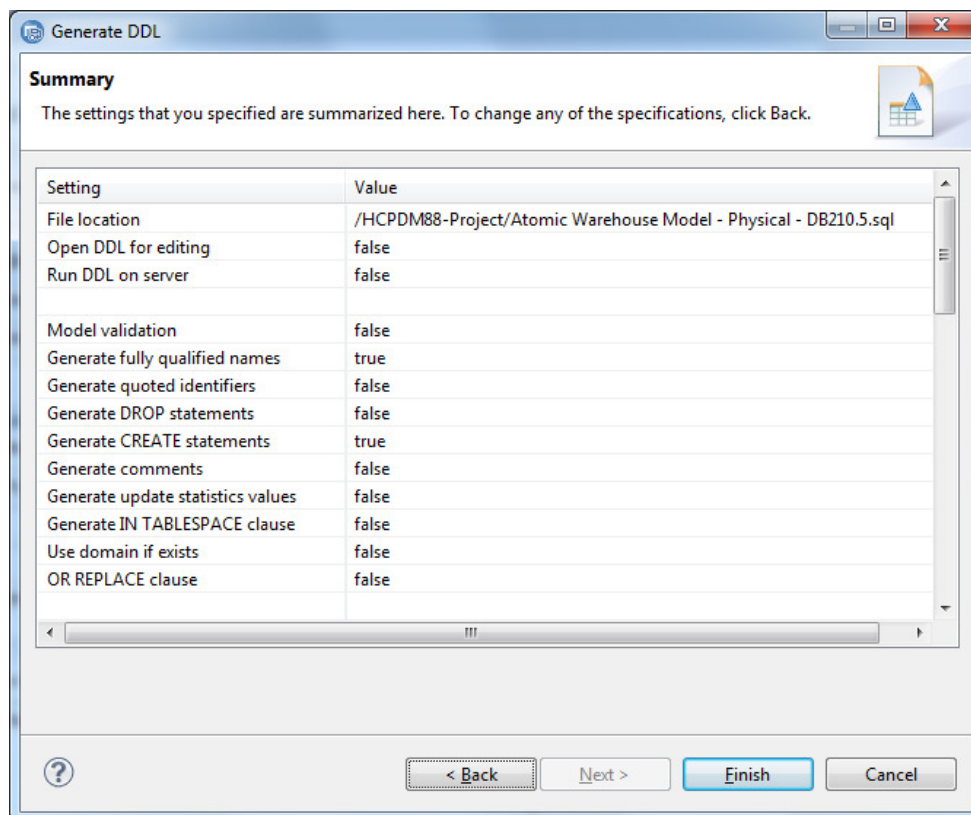 Generate DDL
Summary
The settings that you specified are summarized here. To change any of the specifications, click Back.
Setting Value
File location /HCPDM88-Project/Atomic Warehouse Model - Physical - DB210.5.sql
Open DDL for editing false
Run DDL on server false
Model validation false
Generate fully qualified names true
Generate quoted identifiers false
Generate DROP statements false
Generate CREATE statements true
Generate comments false
Generate update statistics values false
Generate IN TABLESPACE clause false
Use domain if exists false
OR REPLACE clause false
? < Back Next > Finish Cancel